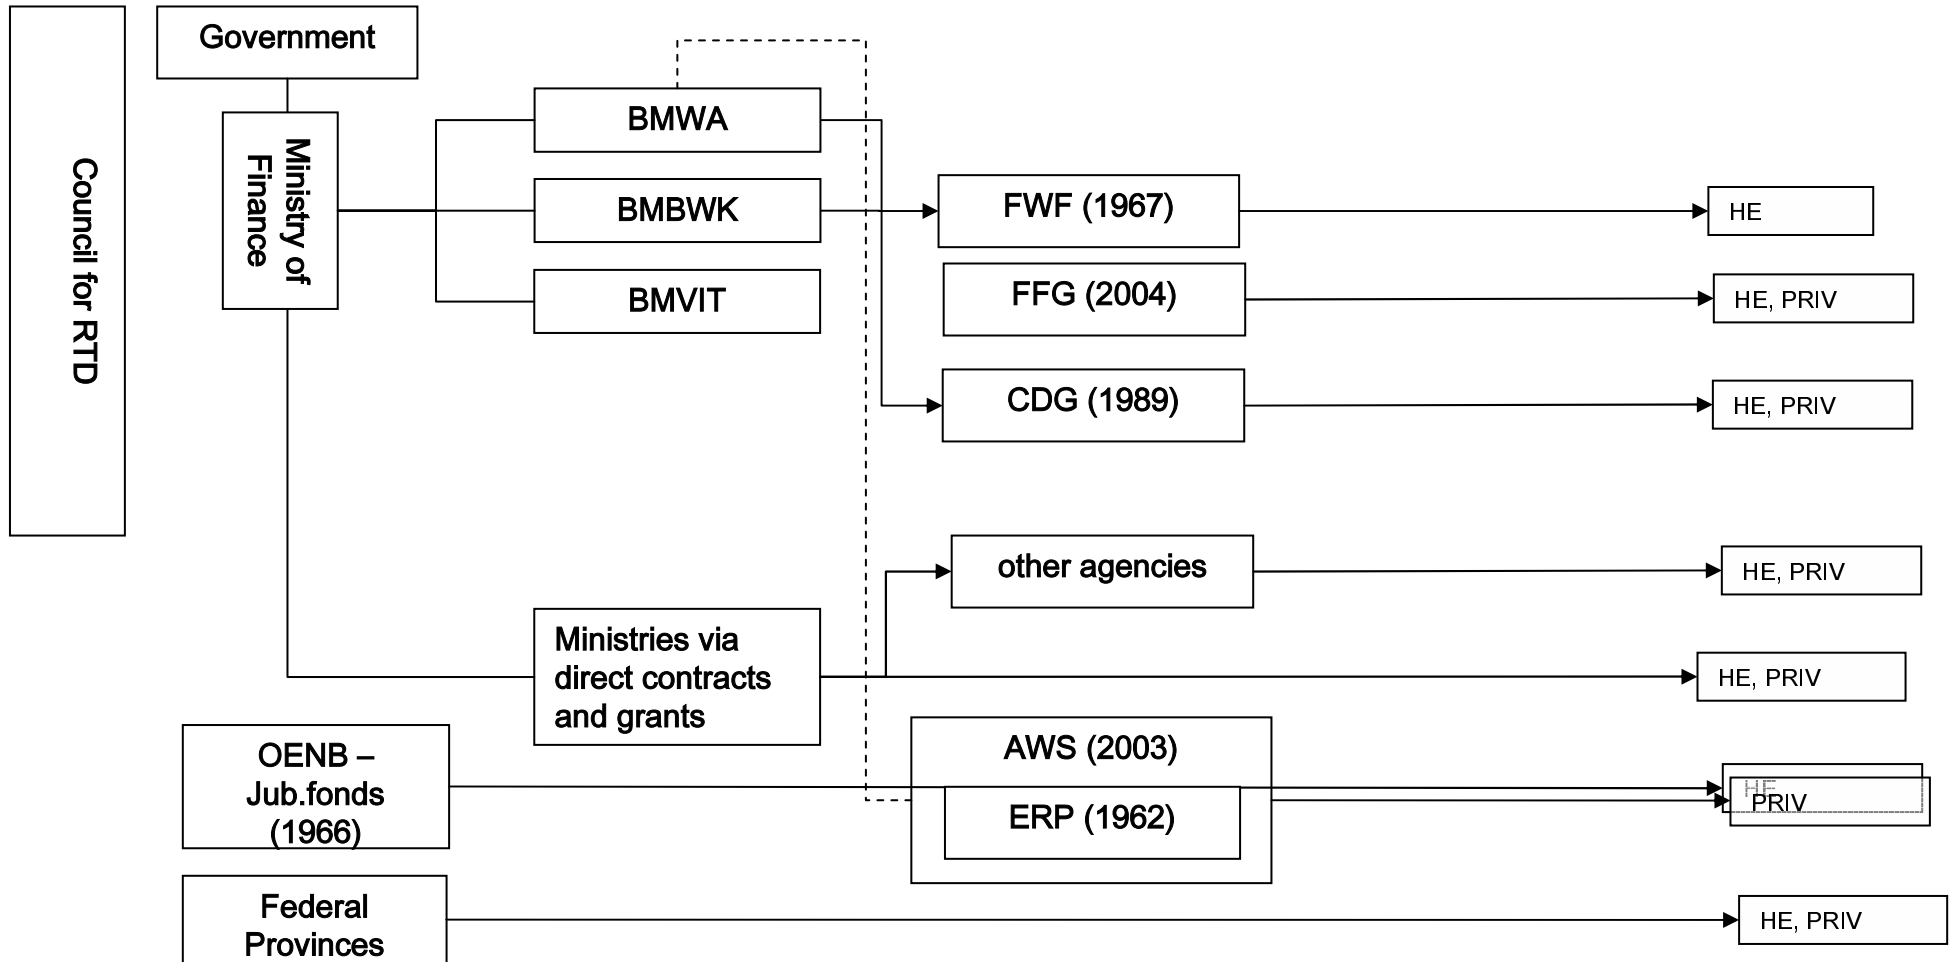 Council for RTD
Government
Ministry of
Finance
BMWA
BMBWK
BMVIT
FWF (1967)
HE
FFG (2004)
HE, PRIV
CDG (1989)
HE, PRIV
other agencies
HE, PRIV
Ministries via
direct contracts
and grants
HE, PRIV
OENB –
Jub.fonds
(1966)
AWS (2003)
ERP (1962)
HE
PRIV
Federal
Provinces
HE, PRIV